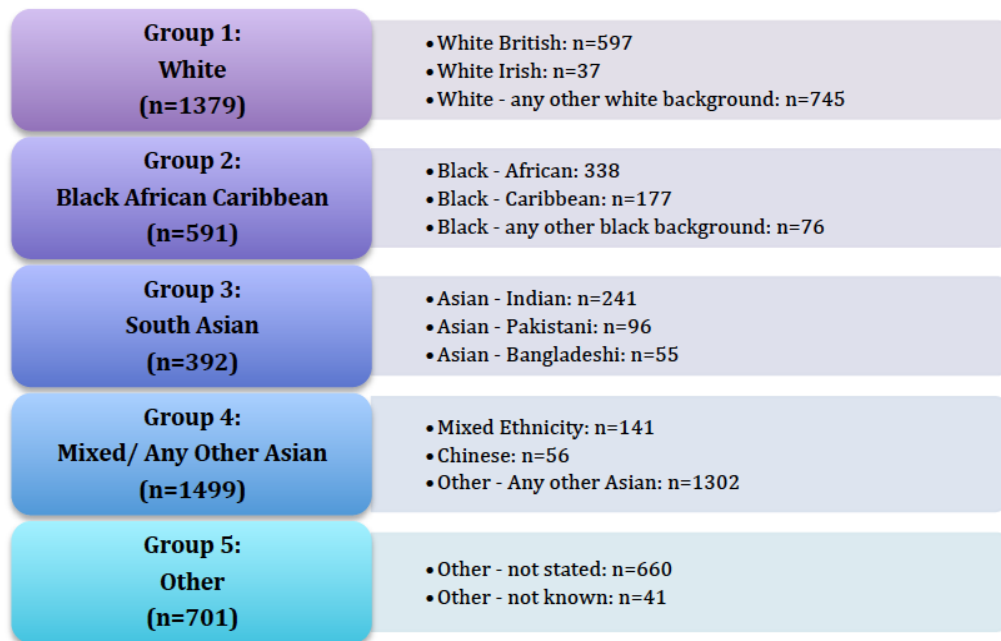 Group 1:
White
(n=1379)
• White British: n=597
• White Irish: n=37
• White - any other white background: n=745
Group 2:
Black African Caribbean
(n=591)
• Black - African: 338
• Black - Caribbean: n=177
• Black - any other black background: n=76
Group 3:
South Asian
(n=392)
• Asian - Indian: n=241
• Asian - Pakistani: n=96
• Asian - Bangladeshi: n=55
Group 4:
Mixed/ Any Other Asian
(n=1499)
• Mixed Ethnicity: n=141
• Chinese: n=56
• Other - Any other Asian: n=1302
Group 5:
Other
(n=701)
• Other - not stated: n=660
• Other - not known: n=41